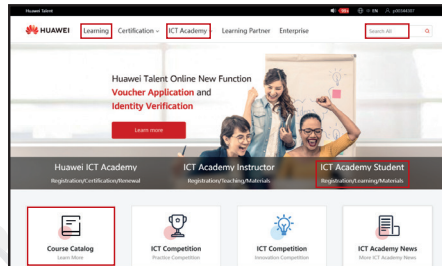 Huawei Talent
EN
HUAWEI Learning Certification ICT Academy Learning Partner Enterprise Search All
Huawei Talent Online New Function
Voucher Application and
Identity Verification
Learn more
Huawei ICT Academy ICT Academy Instructor ICT Academy Student
Registration/Certification/Renewal Registration/Teaching/Materials Registration/Learning/Materials
Course Catalog ICT Competition ICT Competition ICT Academy News
Learn More Practice Competition Innovation Competition More ICT Academy News